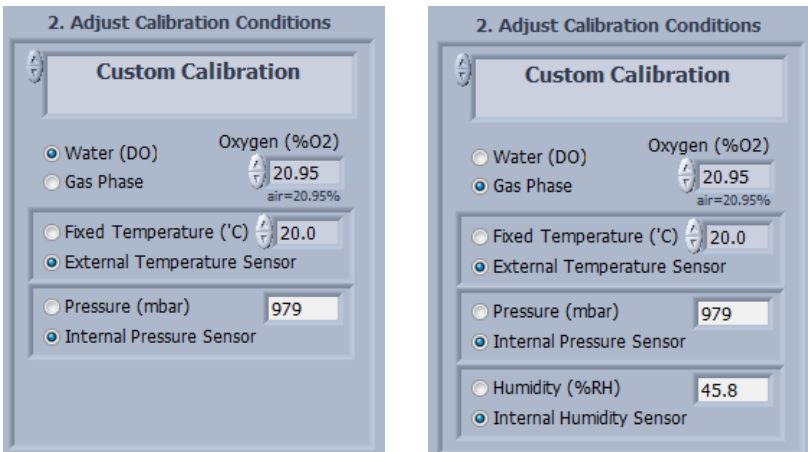 2. Adjust Calibration Conditions
Custom Calibration
Water (DO)
Oxygen (%O2)
Gas Phase
20.95
air=20.95%
Fixed Temperature ('C) 20.0
External Temperature Sensor
Pressure (mbar) 979
Internal Pressure Sensor
2. Adjust Calibration Conditions
Custom Calibration
Water (DO)
Oxygen (%O2)
Gas Phase
20.95
air=20.95%
Fixed Temperature ('C) 20.0
External Temperature Sensor
Pressure (mbar) 979
Internal Pressure Sensor
Humidity (%RH) 45.8
Internal Humidity Sensor